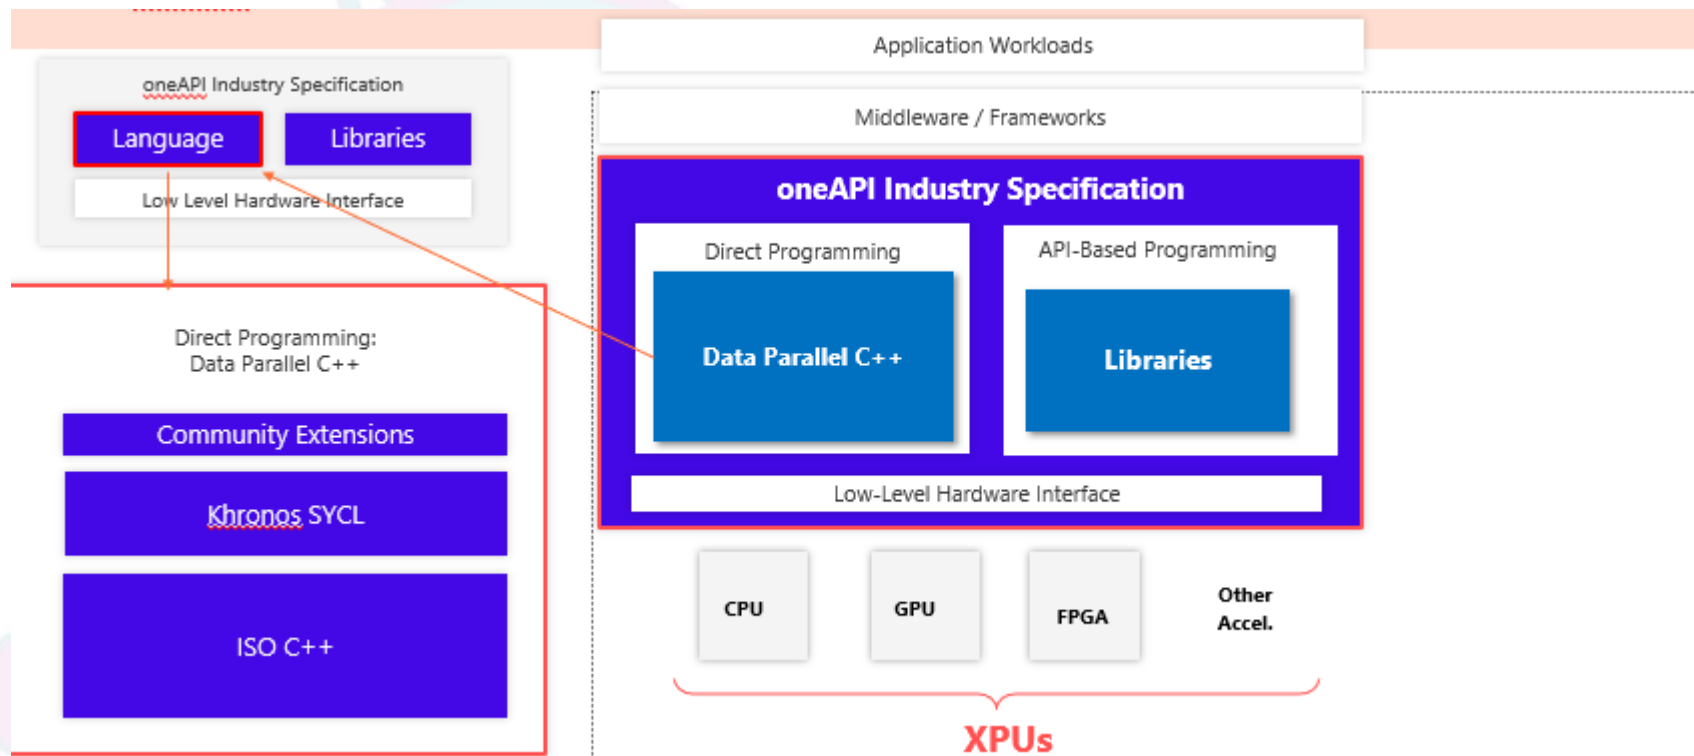 oneAPI Industry Specification
Language
Libraries
Low Level Hardware Interface
Direct Programming:
Data Parallel C++
Community Extensions
Khronos SYCL
ISO C++
Application Workloads
Middleware / Frameworks
oneAPI Industry Specification
Direct Programming
Data Parallel C++
API-Based Programming
Libraries
Low-Level Hardware Interface
CPU
GPU
FPGA
Other
Accel.
XPUs